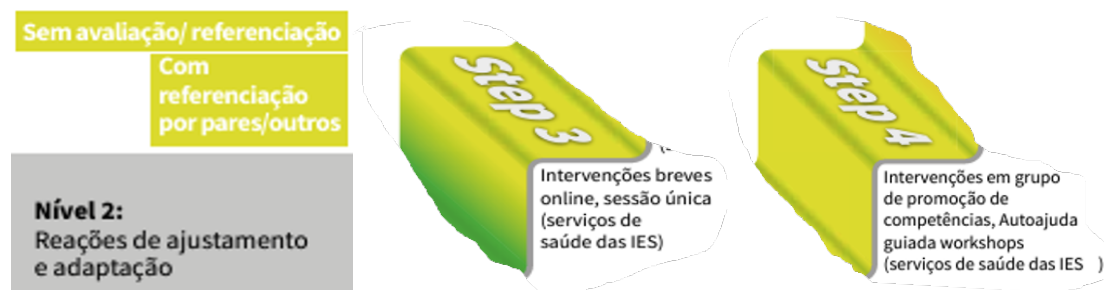 Sem avaliação/ referenciação
Com
referenciação
por pares/outros
Nível 2:
Reações de ajustamento
e adaptação
Step 3
Intervenções breves
online, sessão única
(serviços de
saúde das IES)
Step 4
Intervenções em grupo
de promoção de
competências, Autoajuda
guiada workshops
(serviços de saúde das IES )